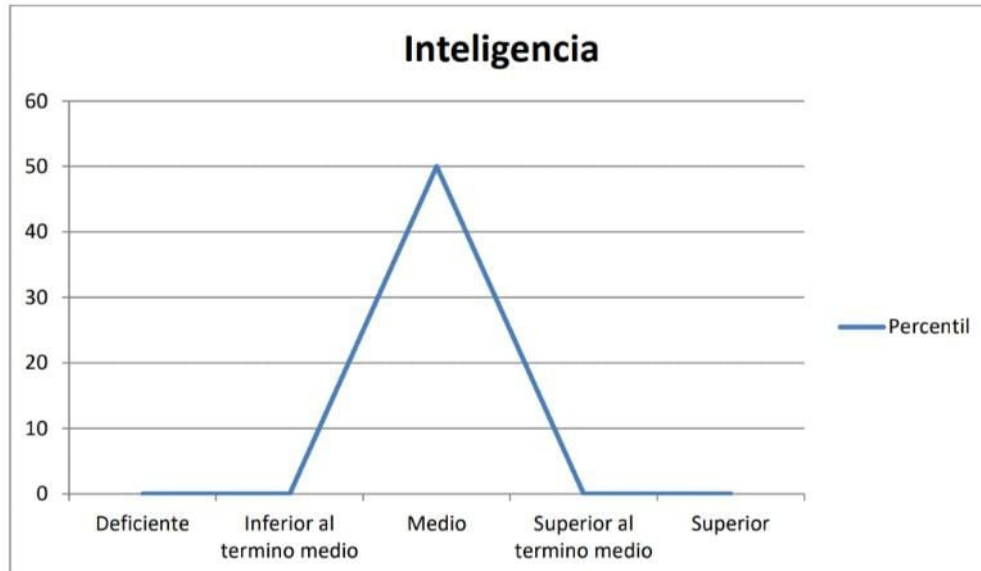 Inteligencia
60
50
40
30
20
10
0
Deficiente
Inferior al
termino medio
Medio
Superior al
termino medio
Superior
Percentil